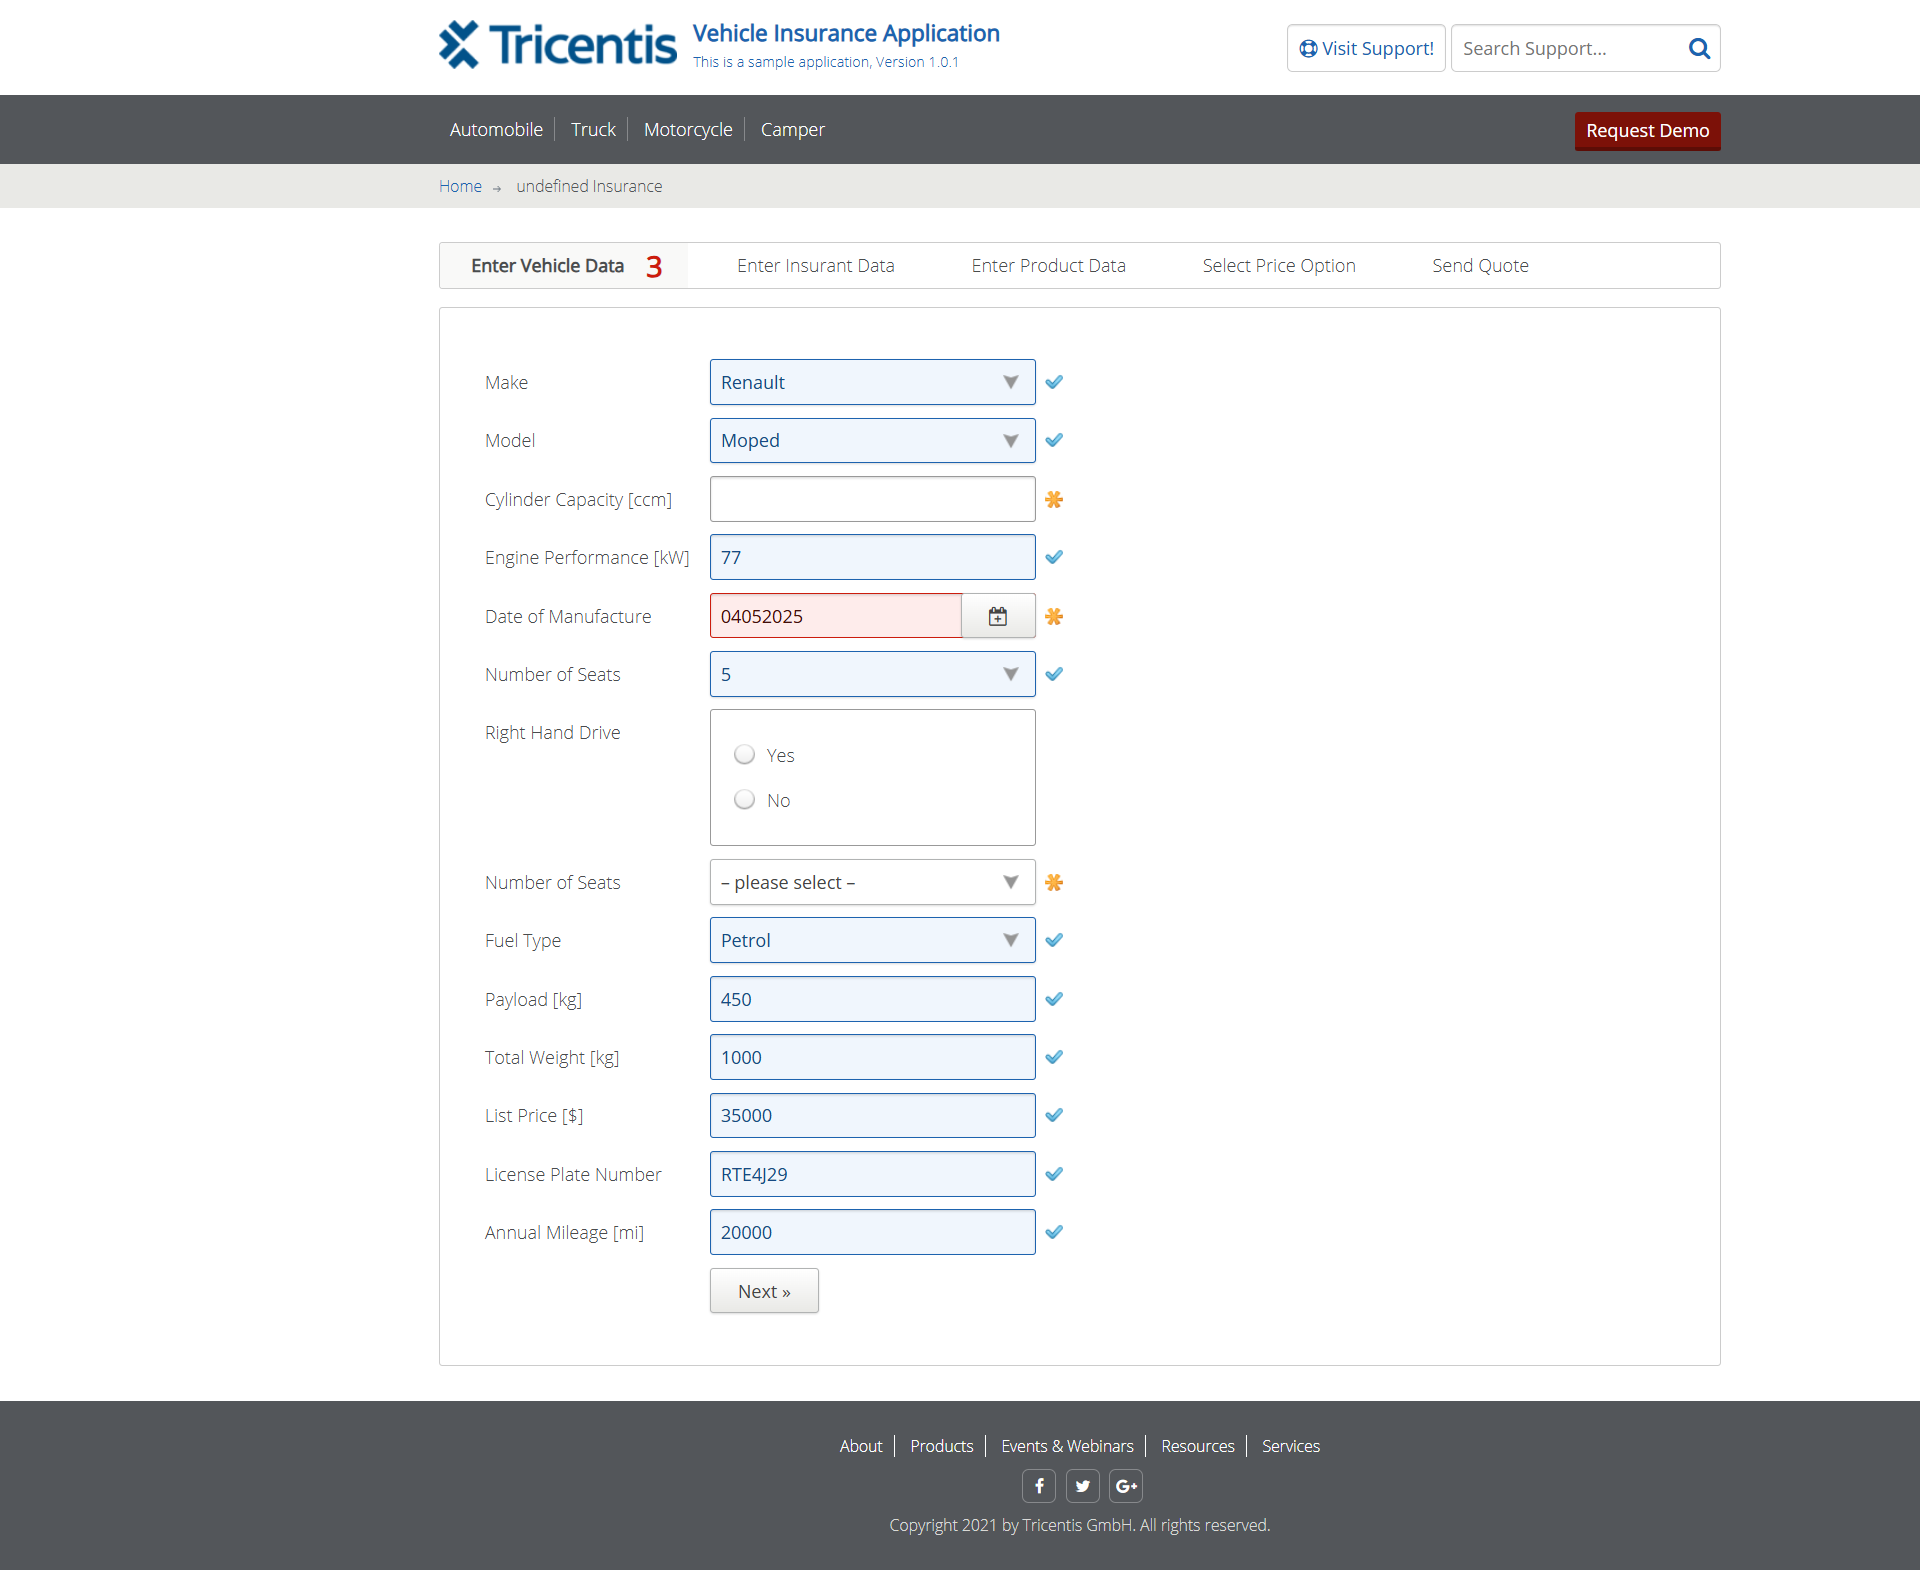 Tricentis
Vehicle Insurance Application
This is a sample application, Version 1.0.1
Visit Support!
Search Support...
Automobile
Truck
Motorcycle
Camper
Request Demo
Home → undefined Insurance
Enter Vehicle Data 3
Enter Insurant Data
Enter Product Data
Select Price Option
Send Quote
Make
Renault
Model
Moped
Cylinder Capacity [ccm]
Engine Performance [kW]
77
Date of Manufacture
04052025
Number of Seats
5
Right Hand Drive
Yes
No
Number of Seats
– please select –
Fuel Type
Petrol
Payload [kg]
450
Total Weight [kg]
1000
List Price [$]
35000
License Plate Number
RTE4J29
Annual Mileage [mi]
20000
Next »
About
Products
Events & Webinars
Resources
Services
Copyright 2021 by Tricentis GmbH. All rights reserved.